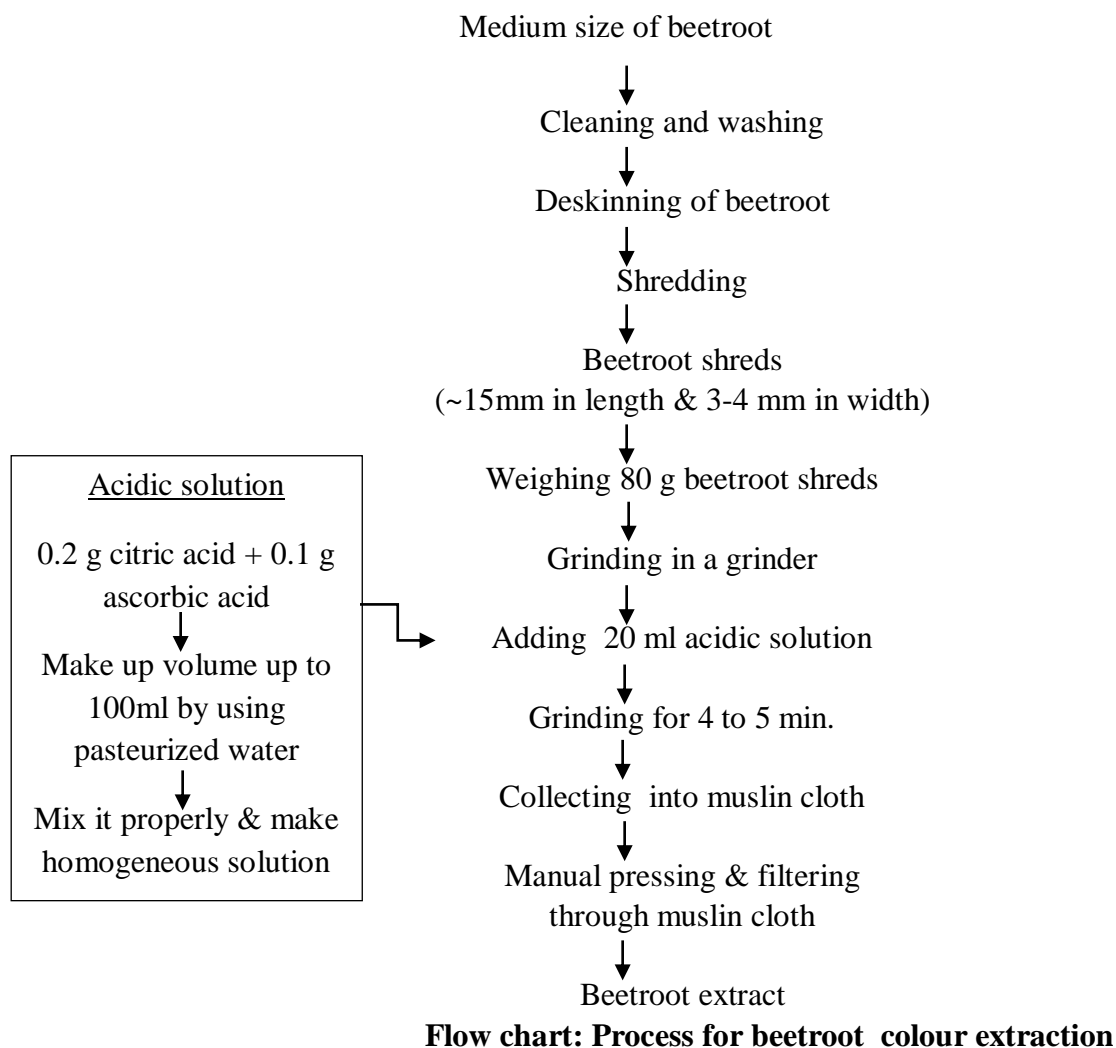 Medium size of beetroot
Cleaning and washing
Deskinning of beetroot
Shredding
Beetroot shreds
(~15mm in length & 3-4 mm in width)
Weighing 80 g beetroot shreds
Grinding in a grinder
Adding 20 ml acidic solution
Grinding for 4 to 5 min.
Collecting into muslin cloth
Manual pressing & filtering
through muslin cloth
Beetroot extract
Acidic solution
0.2 g citric acid + 0.1 g
ascorbic acid
Make up volume up to
100ml by using
pasteurized water
Mix it properly & make
homogeneous solution
Flow chart: Process for beetroot colour extraction